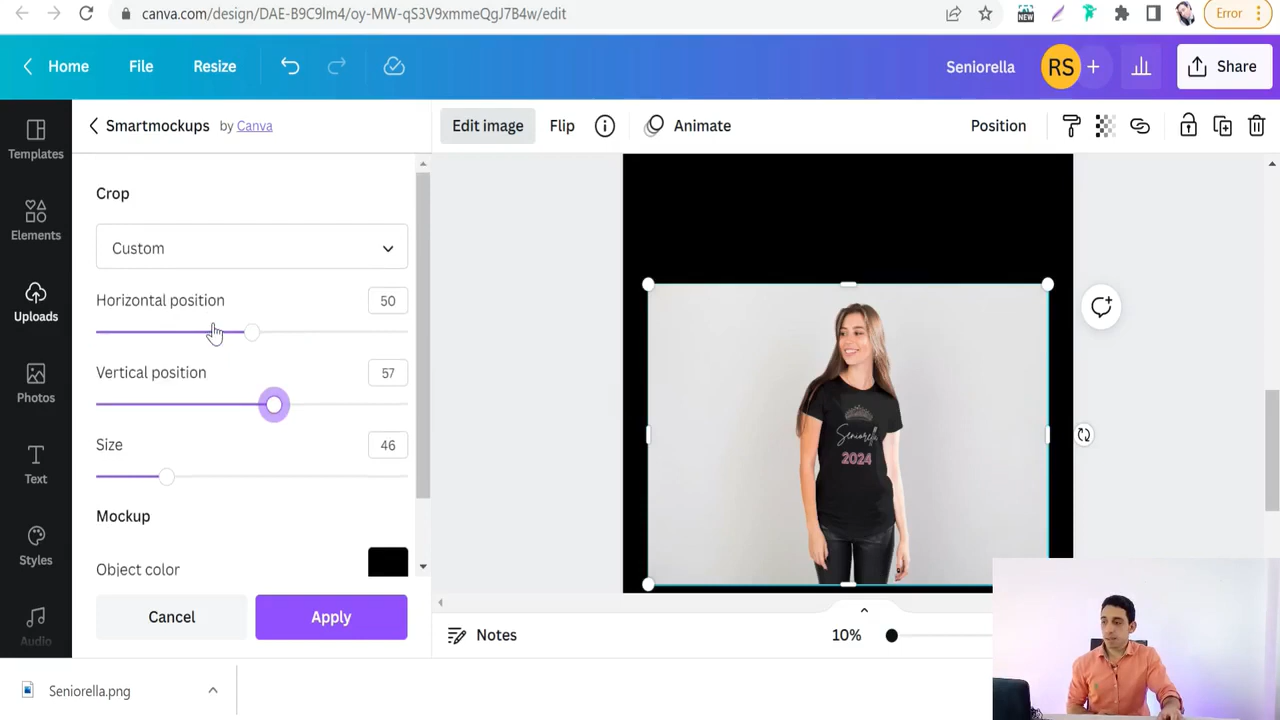 canva.com/design/DAE-B9C9lm4/oy-MW-qS3V9xmmeQgJ7B4w/edit
NEW
Error
Home
File
Resize
Seniorella
RS
+
Share
Templates
Elements
Uploads
Photos
Text
Styles
Audio
Smartmockups by Canva
Crop
Custom
Horizontal position 50
Vertical position 57
Size 46
Mockup
Object color
Cancel
Apply
Edit image
Flip
Animate
Position
Seniorella
2024
Notes
10%
Seniorella.png